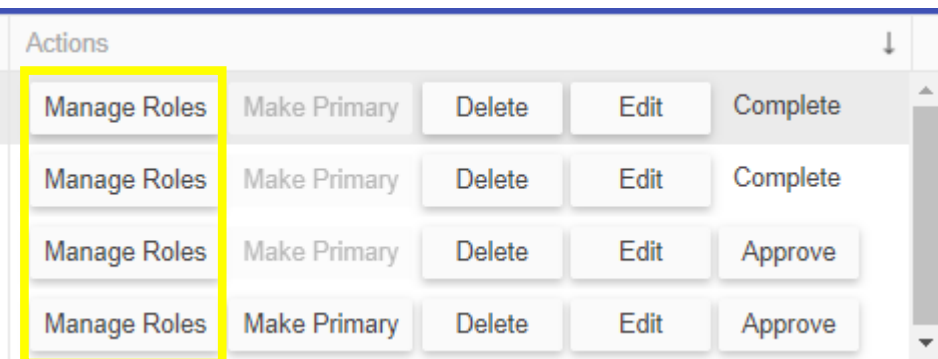 Actions
Manage Roles Make Primary Delete Edit Complete
Manage Roles Make Primary Delete Edit Complete
Manage Roles Make Primary Delete Edit Approve
Manage Roles Make Primary Delete Edit Approve